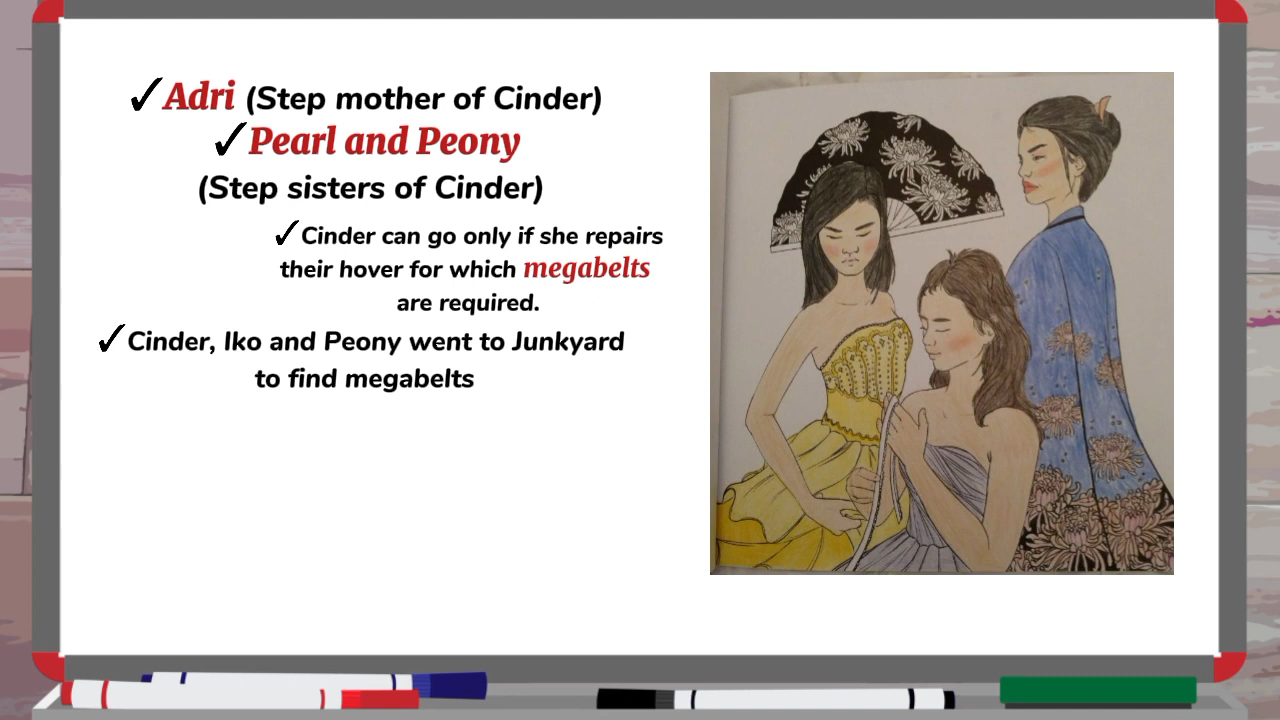 ✓Adri (Step mother of Cinder)
✓Pearl and Peony
(Step sisters of Cinder)
✓Cinder can go only if she repairs
their hover for which megabelts
are required.
✓Cinder, Iko and Peony went to Junkyard
to find megabelts